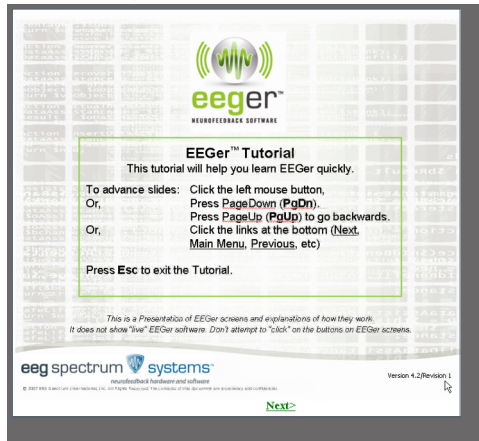 eeger™
NEUROFEEDBACK SOFTWARE
EEGer™ Tutorial
This tutorial will help you learn EEGer quickly.
To advance slides: Click the left mouse button,
Or, Press PageDown (PgDn).
Press PageUp (PgUp) to go backwards.
Or, Click the links at the bottom (Next,
Main Menu, Previous, etc)
Press Esc to exit the Tutorial.
This is a Presentation of EEGer screens and explanations of how they work.
It does not show "live" EEGer software. Don't attempt to "click" on the buttons on EEGer screens.
eeg spectrum systems™
neurofeedback hardware and software
Version 4.2/Revision 1
Next>